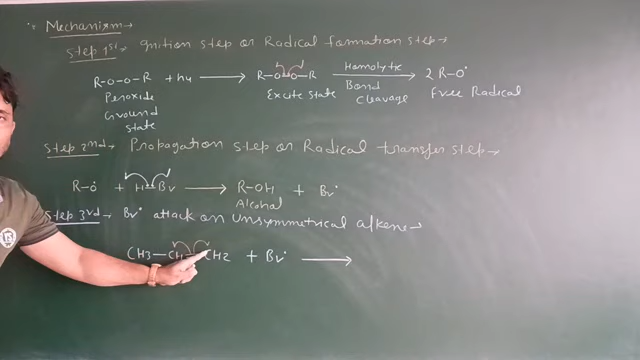 Mechanism →
Step 1st: Ignition step or Radical formation step →
R-O-O-R + hυ ⟶ R-O-O-R Homolytic Bond Cleavage ⟶ 2 R-O•
Peroxide Ground state
Excite state
Free Radical
Step 2nd: Propagation step or Radical transfer step →
R-Ö + H-Br ⟶ R-OH + Br•
Alcohal
Step 3rd: Br• attack on Unsymmetrical alkene →
CH3-CH CH2 + Br• ⟶